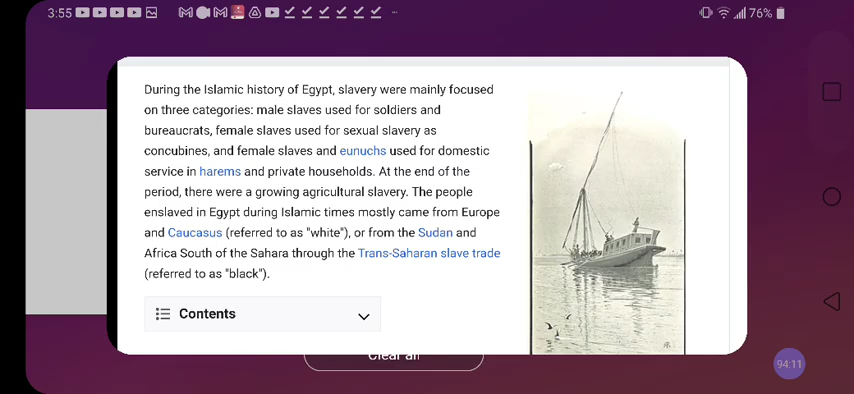 3:55
76%
During the Islamic history of Egypt, slavery were mainly focused
on three categories: male slaves used for soldiers and
bureaucrats, female slaves used for sexual slavery as
concubines, and female slaves and eunuchs used for domestic
service in harems and private households. At the end of the
period, there were a growing agricultural slavery. The people
enslaved in Egypt during Islamic times mostly came from Europe
and Caucasus (referred to as "white"), or from the Sudan and
Africa South of the Sahara through the Trans-Saharan slave trade
(referred to as "black").
Contents
Clear all
94:11